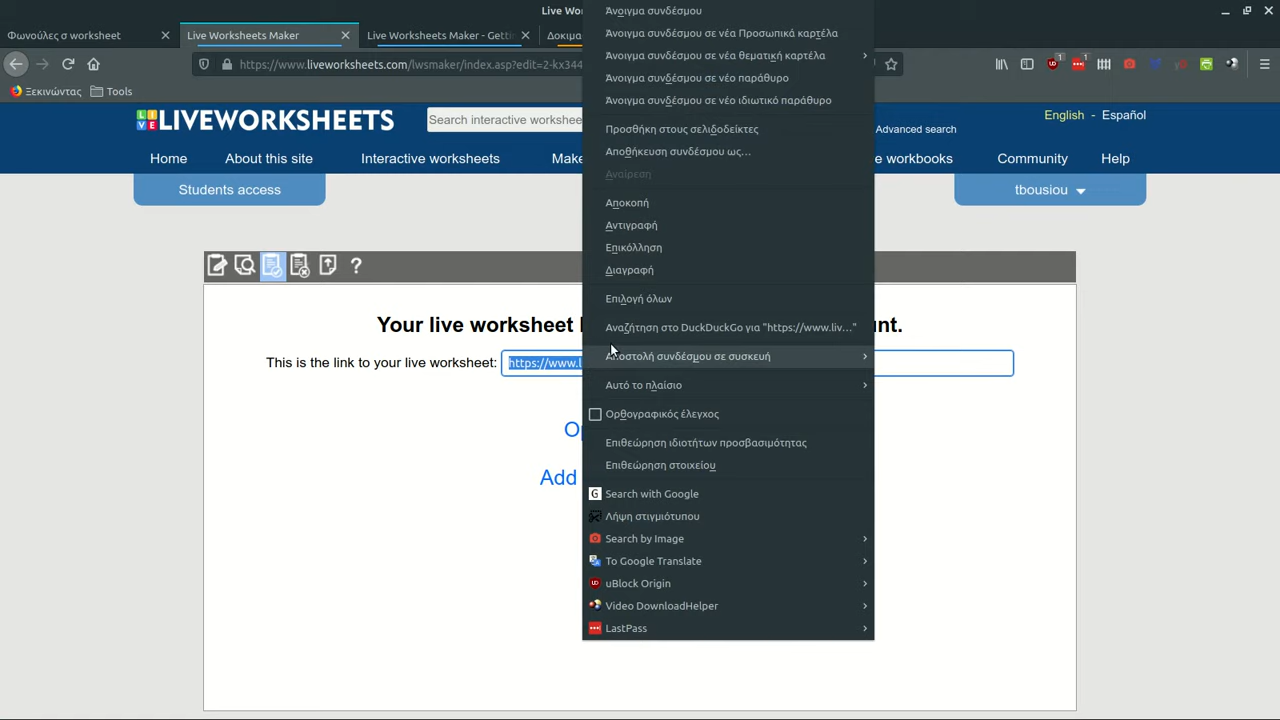 Live Wo
Φωνούλες σ worksheet
Live Worksheets Maker
Live Worksheets Maker - Getti
Δοκιμα
https://www.liveworksheets.com/lwsmaker/index.asp?edit=2-kx344
Ξεκινώντας
Tools
LIVEWORKSHEETS
Search interactive workshee
Advanced search
English - Español
Home
About this site
Interactive worksheets
Make
e workbooks
Community
Help
Students access
tbousiou
Your live worksheet
nt.
This is the link to your live worksheet:
https://www.l
Op
Add
Άνοιγμα συνδέσμου
Άνοιγμα συνδέσμου σε νέα Προσωπικά καρτέλα
Άνοιγμα συνδέσμου σε νέα θεματική καρτέλα
Άνοιγμα συνδέσμου σε νέο παράθυρο
Άνοιγμα συνδέσμου σε νέο ιδιωτικό παράθυρο
Προσθήκη στους σελιδοδείκτες
Αποθήκευση συνδέσμου ως…
Αναίρεση
Αποκοπή
Αντιγραφή
Επικόλληση
Διαγραφή
Επιλογή όλων
Αναζήτηση στο DuckDuckGo για "https://www.liv…"
Αποστολή συνδέσμου σε συσκευή
Αυτό το πλαίσιο
Ορθογραφικός έλεγχος
Επιθεώρηση ιδιοτήτων προσβασιμότητας
Επιθεώρηση στοιχείου
Search with Google
Λήψη στιγμιότυπου
Search by Image
To Google Translate
uBlock Origin
Video DownloadHelper
LastPass